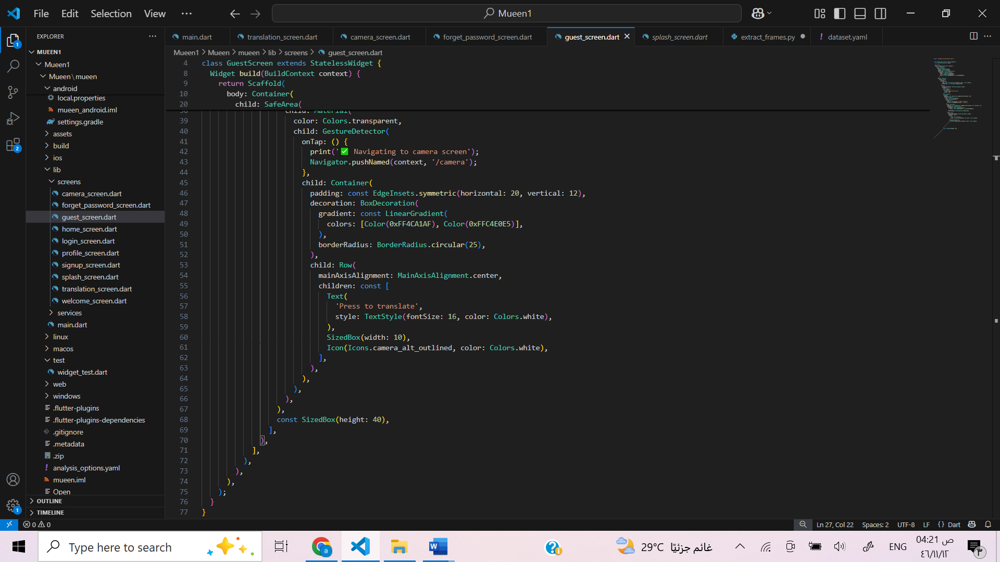 File Edit Selection View ··· Mueen1
EXPLORER ···
MUEEN1
Mueen1
Mueen \ mueen
android
local.properties
mueen_android.iml
settings.gradle
assets
build
ios
lib
screens
camera_screen.dart
forget_password_screen.dart
guest_screen.dart
home_screen.dart
login_screen.dart
profile_screen.dart
signup_screen.dart
splash_screen.dart
translation_screen.dart
welcome_screen.dart
services
main.dart
linux
macos
test
widget_test.dart
web
windows
.flutter-plugins
.flutter-plugins-dependencies
.gitignore
.metadata
.zip
analysis_options.yaml
mueen.iml
Open
OUTLINE
TIMELINE
main.dart translation_screen.dart camera_screen.dart forget_password_screen.dart guest_screen.dart splash_screen.dart extract_frames.py dataset.yaml
Mueen1 > Mueen > mueen > lib > screens > guest_screen.dart
4 class GuestScreen extends StatelessWidget {
8 Widget build(BuildContext context) {
9 return Scaffold(
10 body: Container(
20 child: SafeArea(
38 child: Material(
39 color: Colors.transparent,
40 child: GestureDetector(
41 onTap: () {
42 print('✅ Navigating to camera screen');
43 Navigator.pushNamed(context, '/camera');
44 },
45 child: Container(
46 padding: const EdgeInsets.symmetric(horizontal: 20, vertical: 12),
47 decoration: BoxDecoration(
48 gradient: const LinearGradient(
49 colors: [Color(0xFF4CA1AF), Color(0xFFC4E0E5)],
50 ),
51 borderRadius: BorderRadius.circular(25),
52 ),
53 child: Row(
54 mainAxisAlignment: MainAxisAlignment.center,
55 children: const [
56 Text(
57 'Press to translate',
58 style: TextStyle(fontSize: 16, color: Colors.white),
59 ),
60 SizedBox(width: 10),
61 Icon(Icons.camera_alt_outlined, color: Colors.white),
62 ],
63 ),
64 ),
65 ),
66 ),
67 ),
68 const SizedBox(height: 40),
69 ],
70 ),
71 ],
72 ),
73 ),
74 ),
75 );
76 }
77 }
0 0 Ln 27, Col 22 Spaces: 2 UTF-8 LF {} Dart
Type here to search 29°C غائم جزئيًا ENG 04:21 ص
٤٦/١١/١٢ ٣